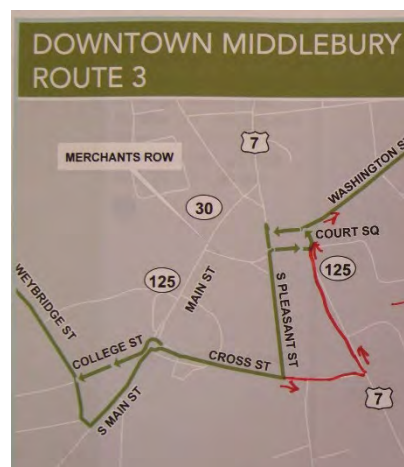 DOWNTOWN MIDDLEBURY
ROUTE 3
7
MERCHANTS ROW
WASHINGTON
30
COURT SQ
125
125
MAIN ST
S PLEASANT ST
WEYBRIDGE ST
COLLEGE ST
CROSS ST
S MAIN ST
7